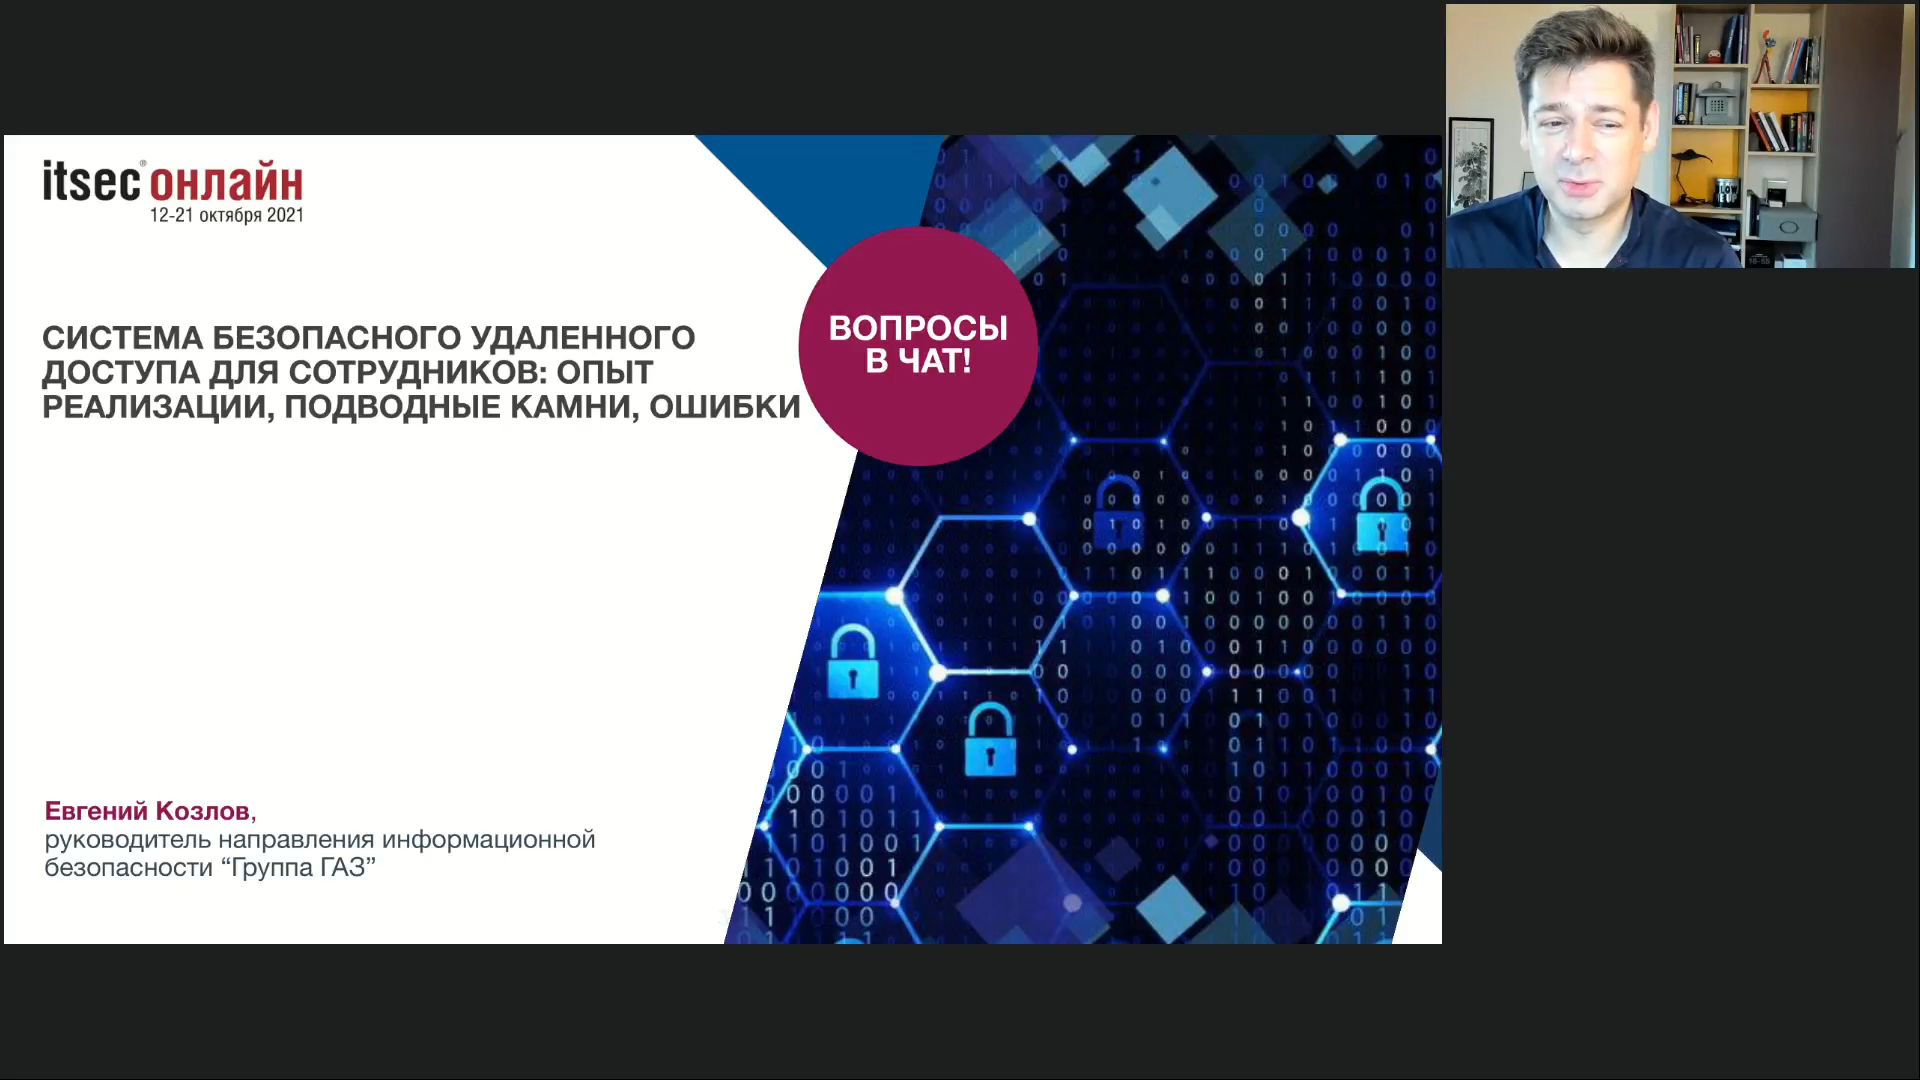 itsec® онлайн
12-21 октября 2021
СИСТЕМА БЕЗОПАСНОГО УДАЛЕННОГО
ДОСТУПА ДЛЯ СОТРУДНИКОВ: ОПЫТ
РЕАЛИЗАЦИИ, ПОДВОДНЫЕ КАМНИ, ОШИБКИ
ВОПРОСЫ
В ЧАТ!
Евгений Козлов,
руководитель направления информационной
безопасности “Группа ГАЗ”